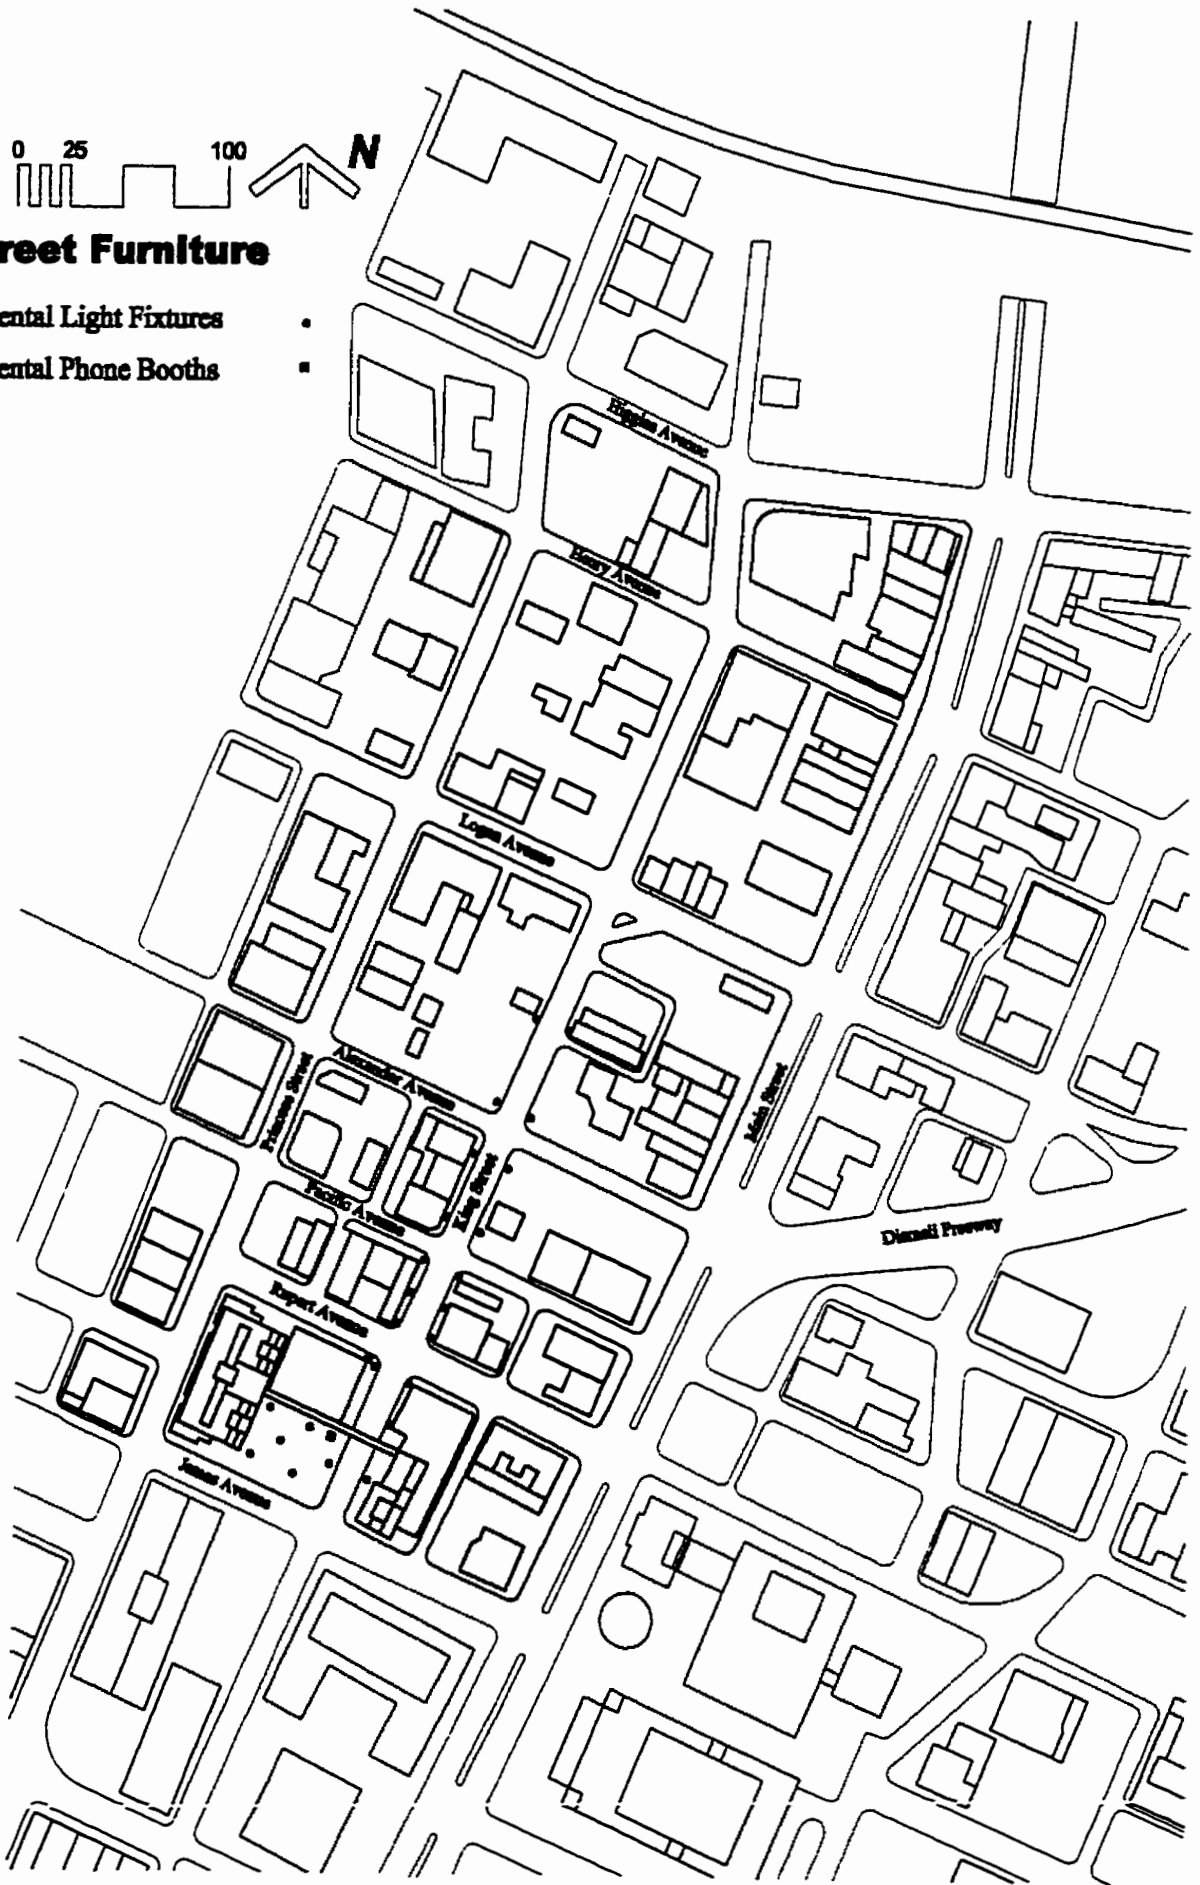 0 25 100 N
reet Furniture
ental Light Fixtures
ental Phone Booths
Higgins Avenue
Henry Avenue
Logan Avenue
Alexander Avenue
Princess Street
Main Street
King Street
Pacific Avenue
Disraeli Freeway
Rupert Avenue
James Avenue